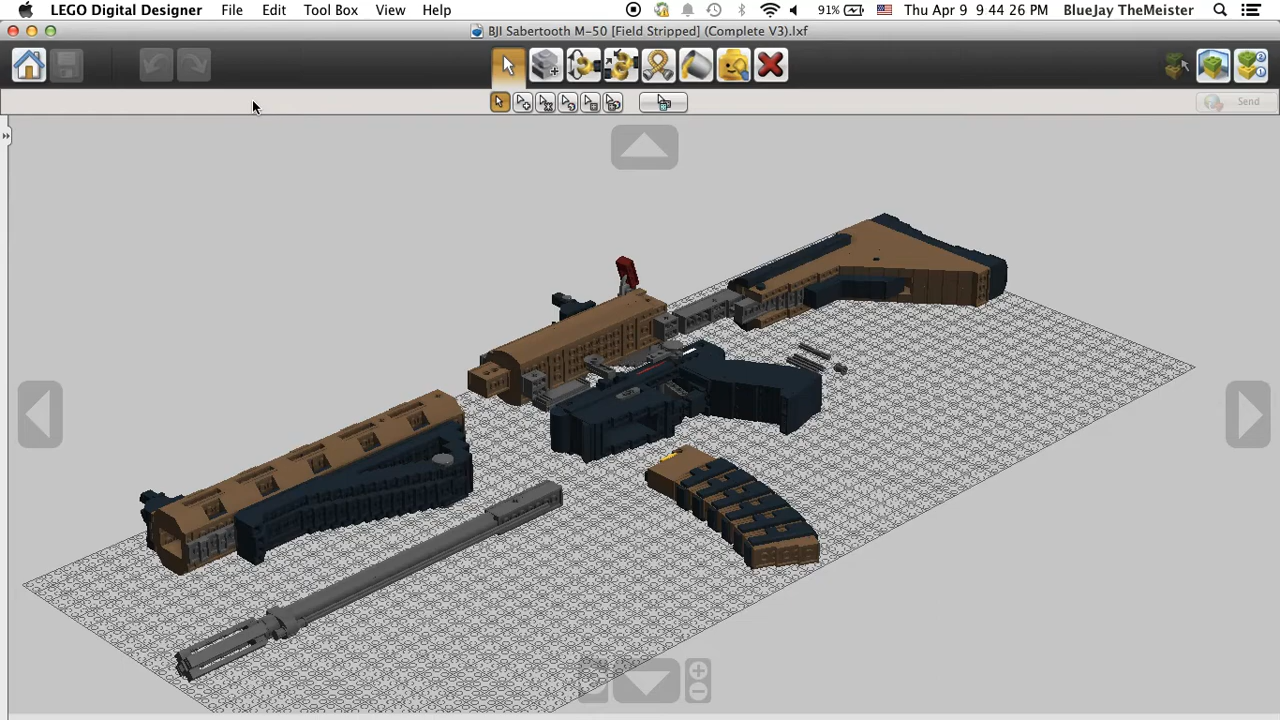 LEGO Digital Designer File Edit Tool Box View Help 91% Thu Apr 9 9 44 26 PM BlueJay TheMeister
BJI Sabertooth M-50 [Field Stripped] (Complete V3).lxf
Send